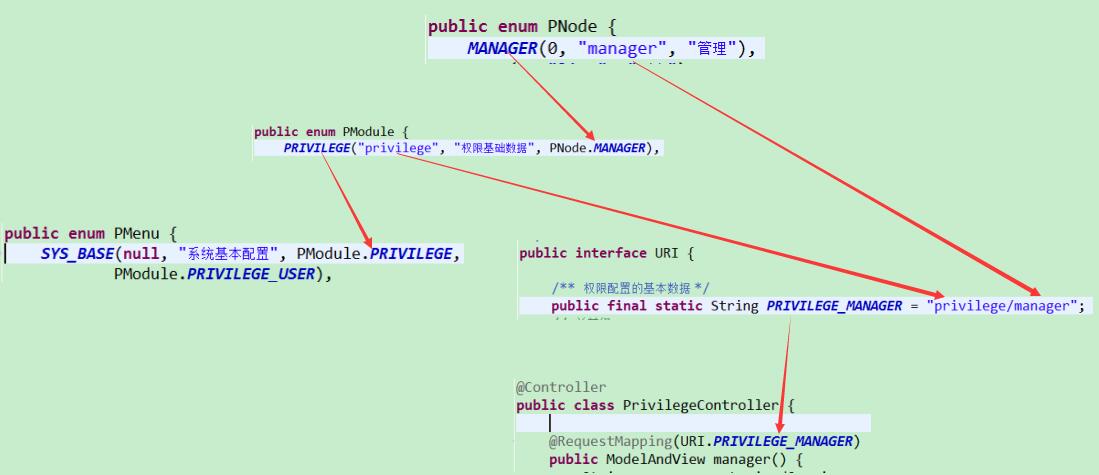 public enum PNode {
MANAGER(0, "manager", "管理"),
public enum PModule {
PRIVILEGE("privilege", "权限基础数据", PNode.MANAGER),
public enum PMenu {
SYS_BASE(null, "系统基本配置", PModule.PRIVILEGE,
PModule.PRIVILEGE_USER),
public interface URI {
/** 权限配置的基本数据 */
public final static String PRIVILEGE_MANAGER = "privilege/manager";
@Controller
public class PrivilegeController {
@RequestMapping(URI.PRIVILEGE_MANAGER)
public ModelAndView manager() {